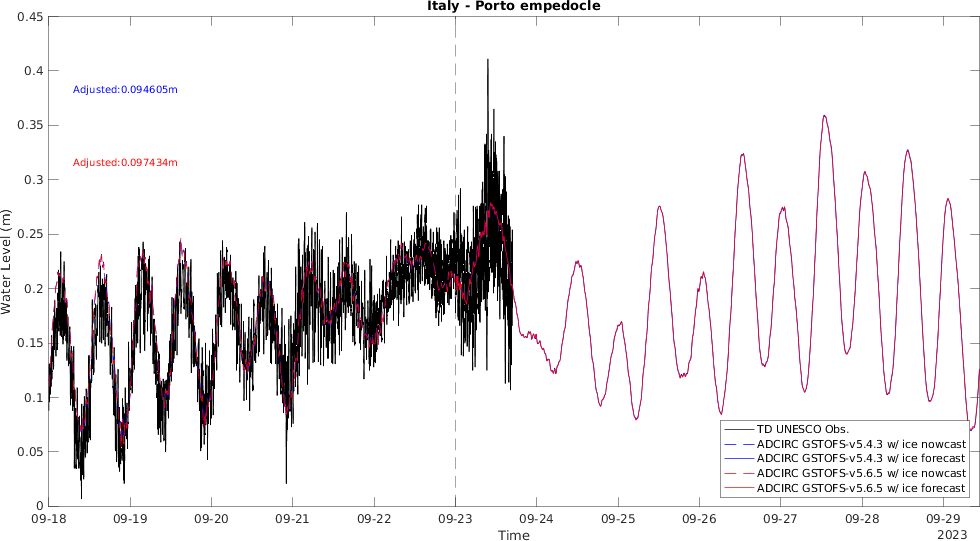 Italy - Porto empedocle
0.45
0.4
0.35
0.3
0.25
0.2
0.15
0.1
0.05
0
Water Level (m)
Adjusted:0.094605m
Adjusted:0.097434m
TD UNESCO Obs.
ADCIRC GSTOFS-v5.4.3 w/ ice nowcast
ADCIRC GSTOFS-v5.4.3 w/ ice forecast
ADCIRC GSTOFS-v5.6.5 w/ ice nowcast
ADCIRC GSTOFS-v5.6.5 w/ ice forecast
09-18 09-19 09-20 09-21 09-22 09-23 09-24 09-25 09-26 09-27 09-28 09-29
Time
2023